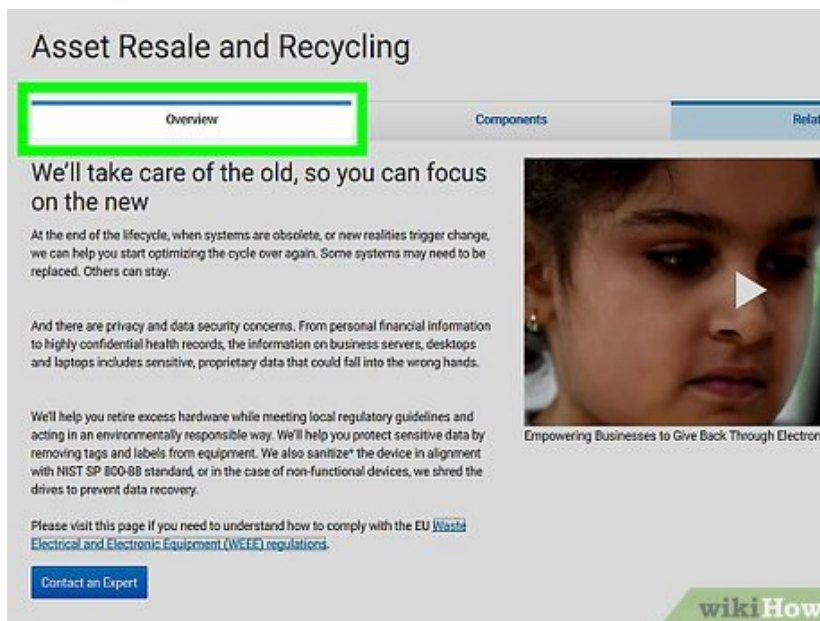 Asset Resale and Recycling
Overview
Components
Relat
We'll take care of the old, so you can focus
on the new
At the end of the lifecycle, when systems are obsolete, or new realities trigger change,
we can help you start optimizing the cycle over again. Some systems may need to be
replaced. Others can stay.
And there are privacy and data security concerns. From personal financial information
to highly confidential health records, the information on business servers, desktops
and laptops includes sensitive, proprietary data that could fall into the wrong hands.
We'll help you retire excess hardware while meeting local regulatory guidelines and
acting in an environmentally responsible way. We'll help you protect sensitive data by
removing tags and labels from equipment. We also sanitize* the device in alignment
with NIST SP 800-88 standard, or in the case of non-functional devices, we shred the
drives to prevent data recovery.
Please visit this page if you need to understand how to comply with the EU Waste
Electrical and Electronic Equipment (WEEE) regulations.
Contact an Expert
Empowering Businesses to Give Back Through Electron
wikiHow